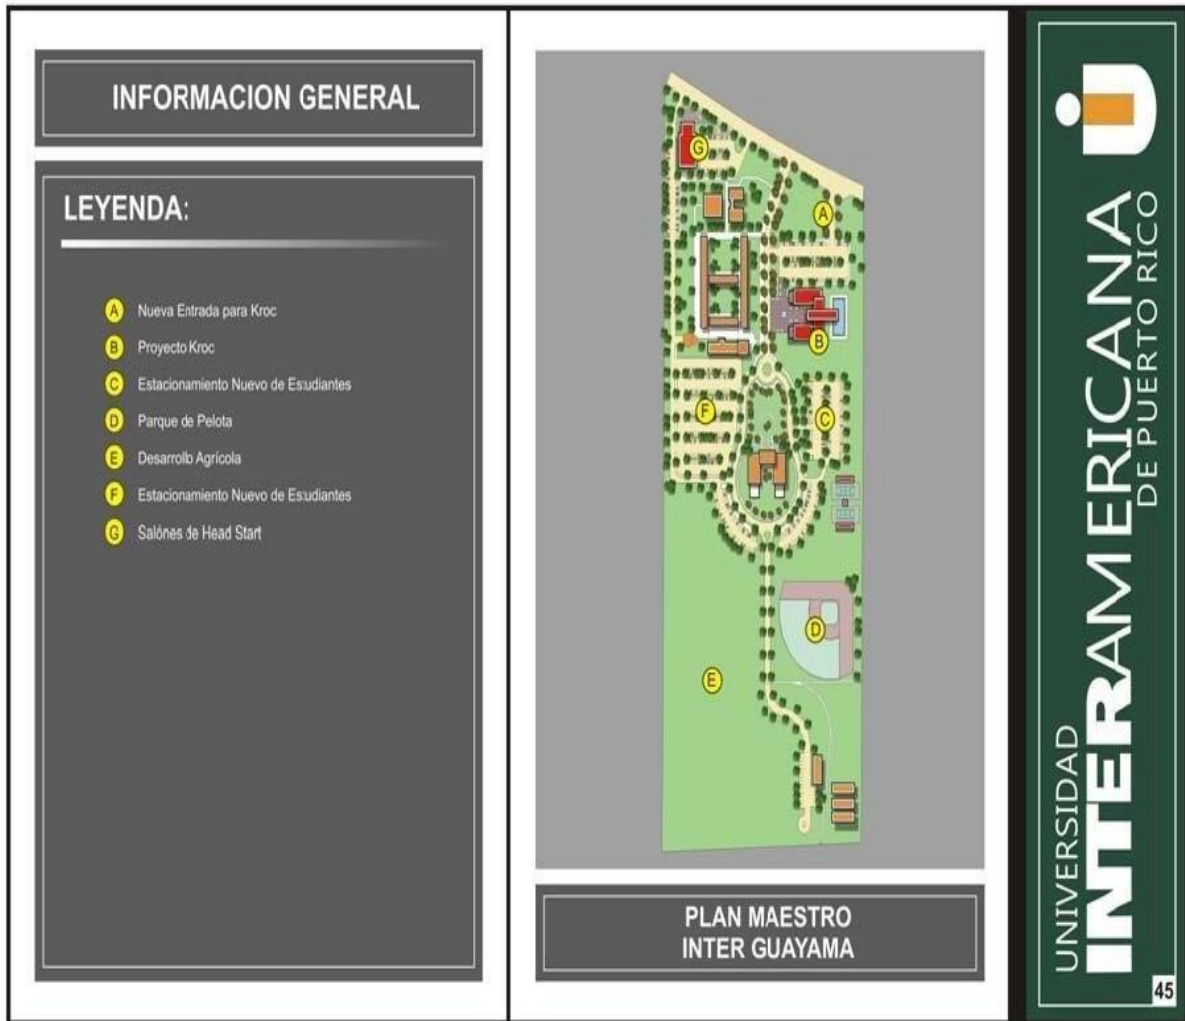 INFORMACION GENERAL
LEYENDA:
A Nueva Entrada para Kroc
B Proyecto Kroc
C Estacionamiento Nuevo de Estudiantes
D Parque de Pelota
E Desarrollo Agrícola
F Estacionamiento Nuevo de Estudiantes
G Salónes de Head Start
G
A
B
F
C
D
E
PLAN MAESTRO
INTER GUAYAMA
UNIVERSIDAD
INTERAMERICANA
DE PUERTO RICO
45